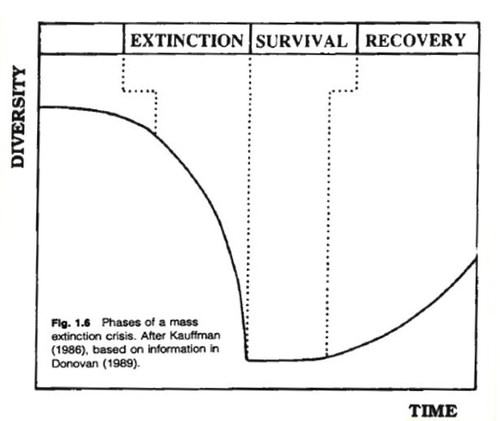 EXTINCTION SURVIVAL RECOVERY
DIVERSITY
Fig. 1.6 Phases of a mass
extinction crisis. After Kauffman
(1986), based on information in
Donovan (1989).
TIME